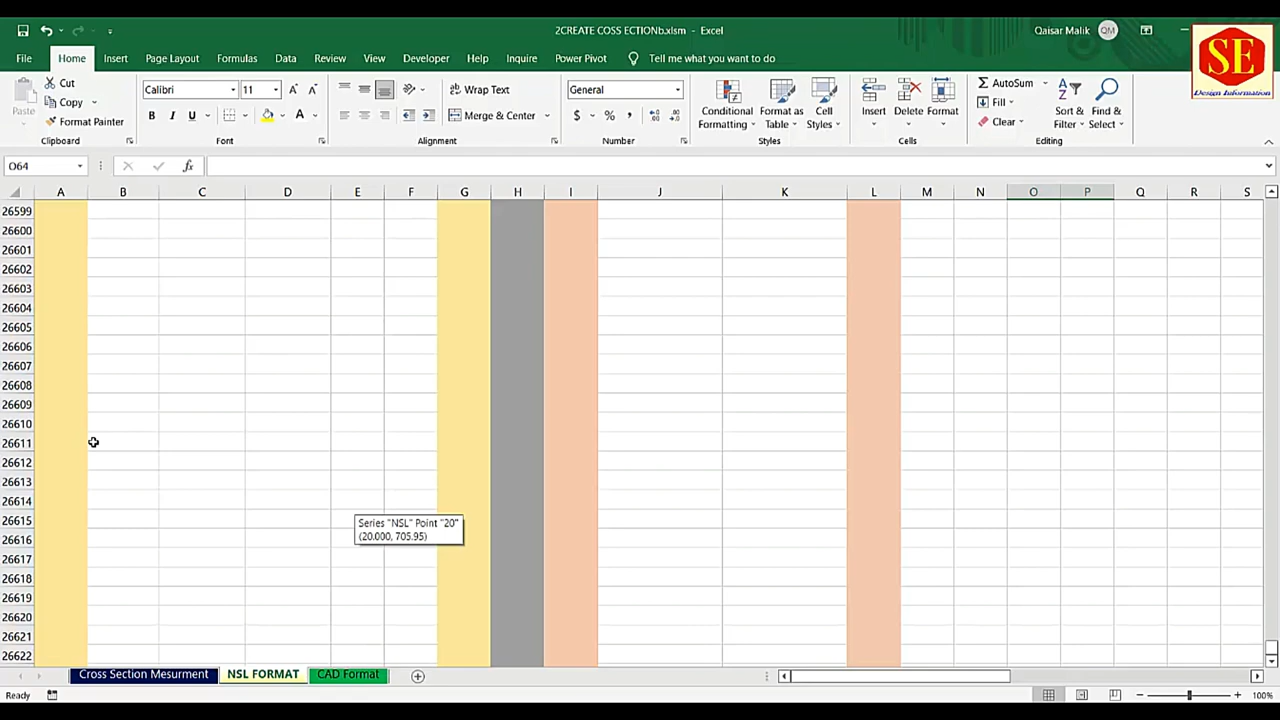 2CREATE COSS ECTIONb.xlsm - Excel
Qaisar Malik QM
SE
Design Information
File Home Insert Page Layout Formulas Data Review View Developer Help Inquire Power Pivot Tell me what you want to do
Paste
Cut
Copy
Format Painter
Clipboard
Calibri 11
B I U A
Font
Wrap Text
Merge & Center
Alignment
General
$ % ,
Number
Conditional Formatting
Format as Table
Cell Styles
Styles
Insert Delete Format
Cells
AutoSum
Fill
Clear
Sort & Filter
Find & Select
Editing
O64 fx
A B C D E F G H I J K L M N O P Q R S
26599
26600
26601
26602
26603
26604
26605
26606
26607
26608
26609
26610
26611
26612
26613
26614
26615
26616
26617
26618
26619
26620
26621
26622
Series "NSL" Point "20"
(20.000, 705.95)
Cross Section Mesurment NSL FORMAT CAD Format
Ready 100%